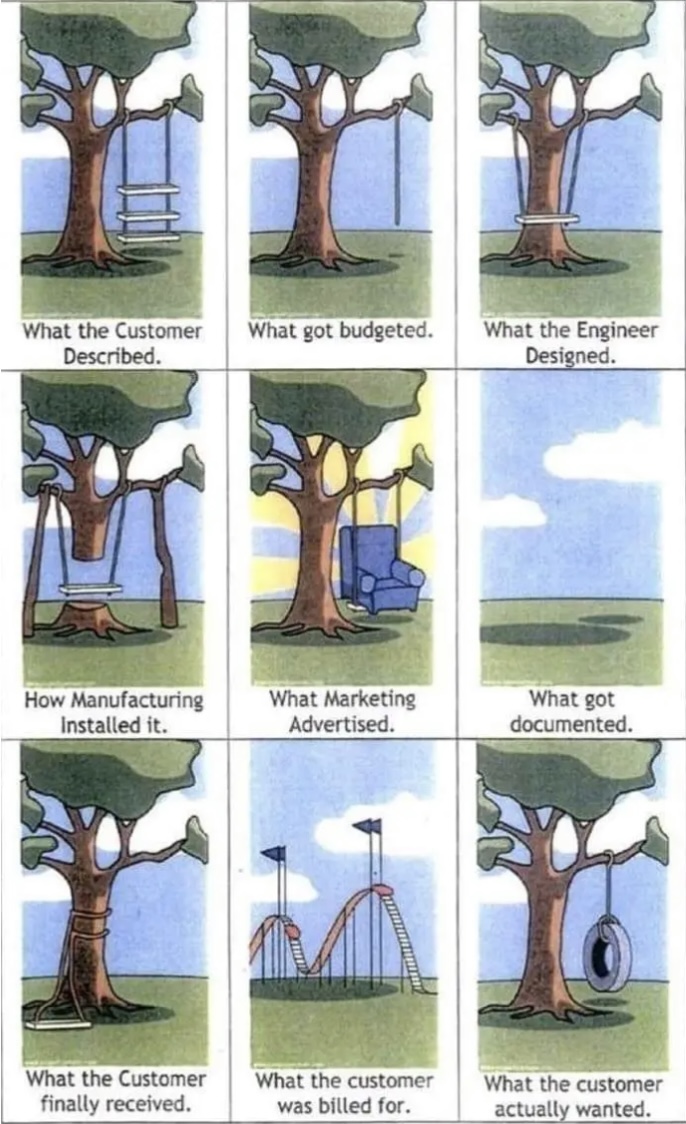 What the Customer
Described.
What got budgeted.
What the Engineer
Designed.
How Manufacturing
Installed it.
What Marketing
Advertised.
What got
documented.
What the Customer
finally received.
What the customer
was billed for.
What the customer
actually wanted.